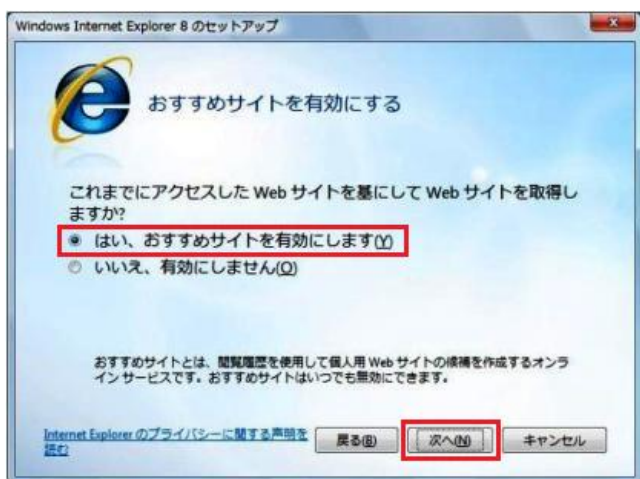 Windows Internet Explorer 8 のセットアップ
おすすめサイトを有効にする
これまでにアクセスした Web サイトを基にして Web サイトを取得し
ますか?
はい、おすすめサイトを有効にします(Y)
いいえ、有効にしません(O)
おすすめサイトとは、閲覧履歴を使用して個人用 Web サイトの候補を作成するオンラ
イン サービスです。おすすめサイトはいつでも無効にできます。
Internet Explorer のプライバシーに関する声明を
読む
戻る(B)
次へ(N)
キャンセル